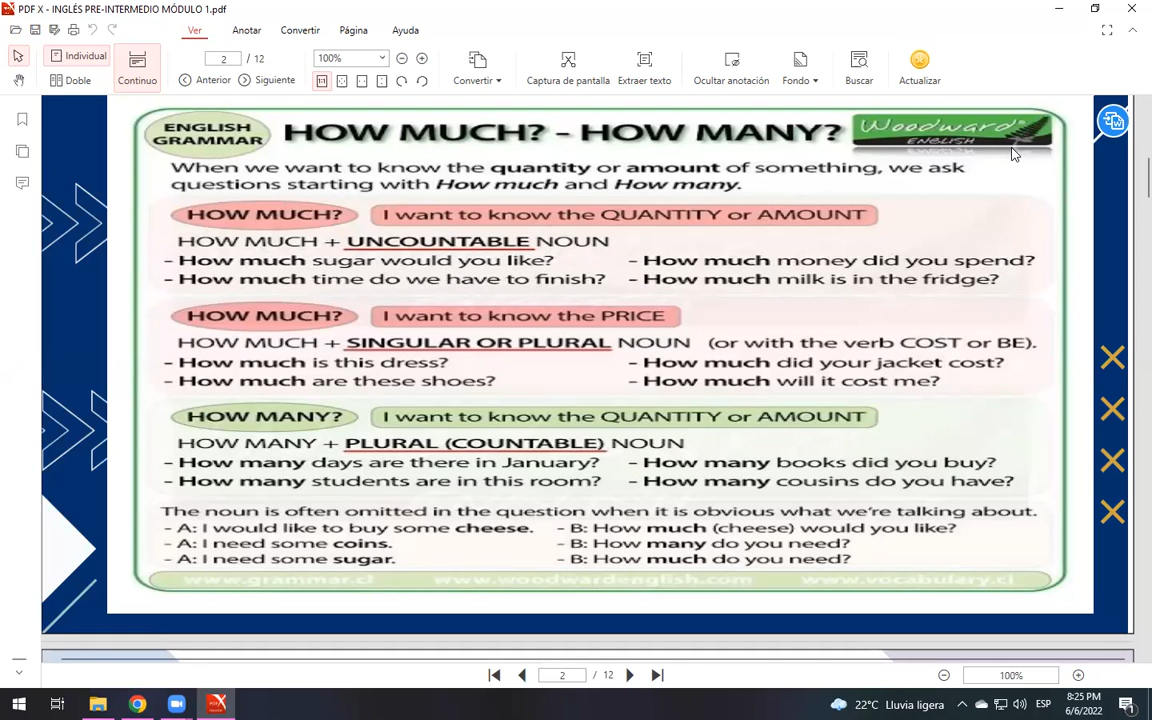 PDF X - INGLÉS PRE-INTERMEDIO MÓDULO 1.pdf
Ver Anotar Convertir Página Ayuda
Individual
Doble
Continuo
2 / 12
Anterior Siguiente
100%
Convertir
Captura de pantalla
Extraer texto
Ocultar anotación
Fondo
Buscar
Actualizar
ENGLISH
GRAMMAR
HOW MUCH? - HOW MANY?
Woodward
ENGLISH
When we want to know the quantity or amount of something, we ask
questions starting with How much and How many.
HOW MUCH? I want to know the QUANTITY or AMOUNT
HOW MUCH + UNCOUNTABLE NOUN
- How much sugar would you like? - How much money did you spend?
- How much time do we have to finish? - How much milk is in the fridge?
HOW MUCH? I want to know the PRICE
HOW MUCH + SINGULAR OR PLURAL NOUN (or with the verb COST or BE).
- How much is this dress? - How much did your jacket cost?
- How much are these shoes? - How much will it cost me?
HOW MANY? I want to know the QUANTITY or AMOUNT
HOW MANY + PLURAL (COUNTABLE) NOUN
- How many days are there in January? - How many books did you buy?
- How many students are in this room? - How many cousins do you have?
The noun is often omitted in the question when it is obvious what we're talking about.
- A: I would like to buy some cheese. - B: How much (cheese) would you like?
- A: I need some coins. - B: How many do you need?
- A: I need some sugar. - B: How much do you need?
www.grammar.cl www.woodwardenglish.com www.vocabulary.cl
2 / 12
100%
22°C Lluvia ligera
ESP
8:25 PM
6/6/2022
1